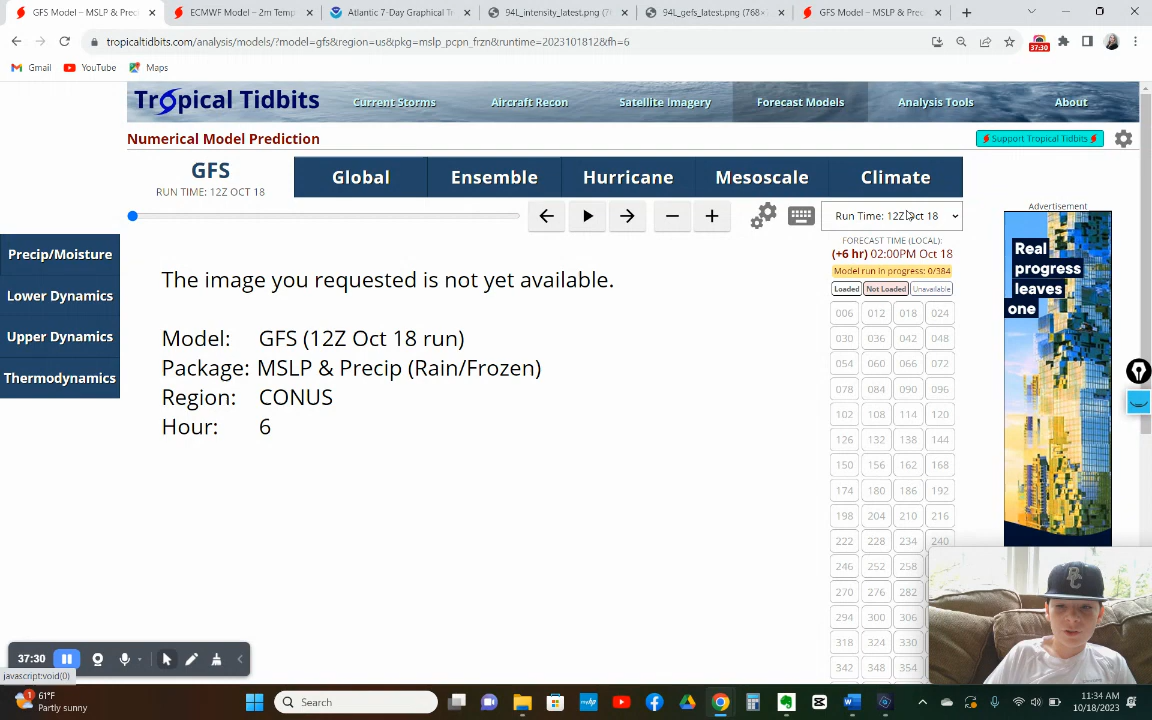 GFS Model – MSLP & Prec
ECMWF Model – 2m Temp
Atlantic 7-Day Graphical Tr
94L_intensity_latest.png (76
94L_gefs_latest.png (768×
GFS Model – MSLP & Prec
tropicaltidbits.com/analysis/models/?model=gfs&region=us&pkg=mslp_pcpn_frzn&runtime=2023101812&fh=6
37:30
Gmail
YouTube
Maps
Tropical Tidbits
Current Storms
Aircraft Recon
Satellite Imagery
Forecast Models
Analysis Tools
About
Numerical Model Prediction
Support Tropical Tidbits
GFS
RUN TIME: 12Z OCT 18
Global
Ensemble
Hurricane
Mesoscale
Climate
Run Time: 12Z Oct 18
Advertisement
Precip/Moisture
Lower Dynamics
Upper Dynamics
Thermodynamics
The image you requested is not yet available.
Model: GFS (12Z Oct 18 run)
Package: MSLP & Precip (Rain/Frozen)
Region: CONUS
Hour: 6
FORECAST TIME (LOCAL):
(+6 hr) 02:00PM Oct 18
Model run in progress: 0/384
Loaded Not Loaded Unavailable
006 012 018 024
030 036 042 048
054 060 066 072
078 084 090 096
102 108 114 120
126 132 138 144
150 156 162 168
174 180 186 192
198 204 210 216
222 228 234 240
246 252 258
270 276 282
294 300 306
318 324 330
342 348 354
Real
progress
leaves
one
37:30
javascript:void(0)
1
61°F
Partly sunny
Search
11:34 AM
10/18/2023